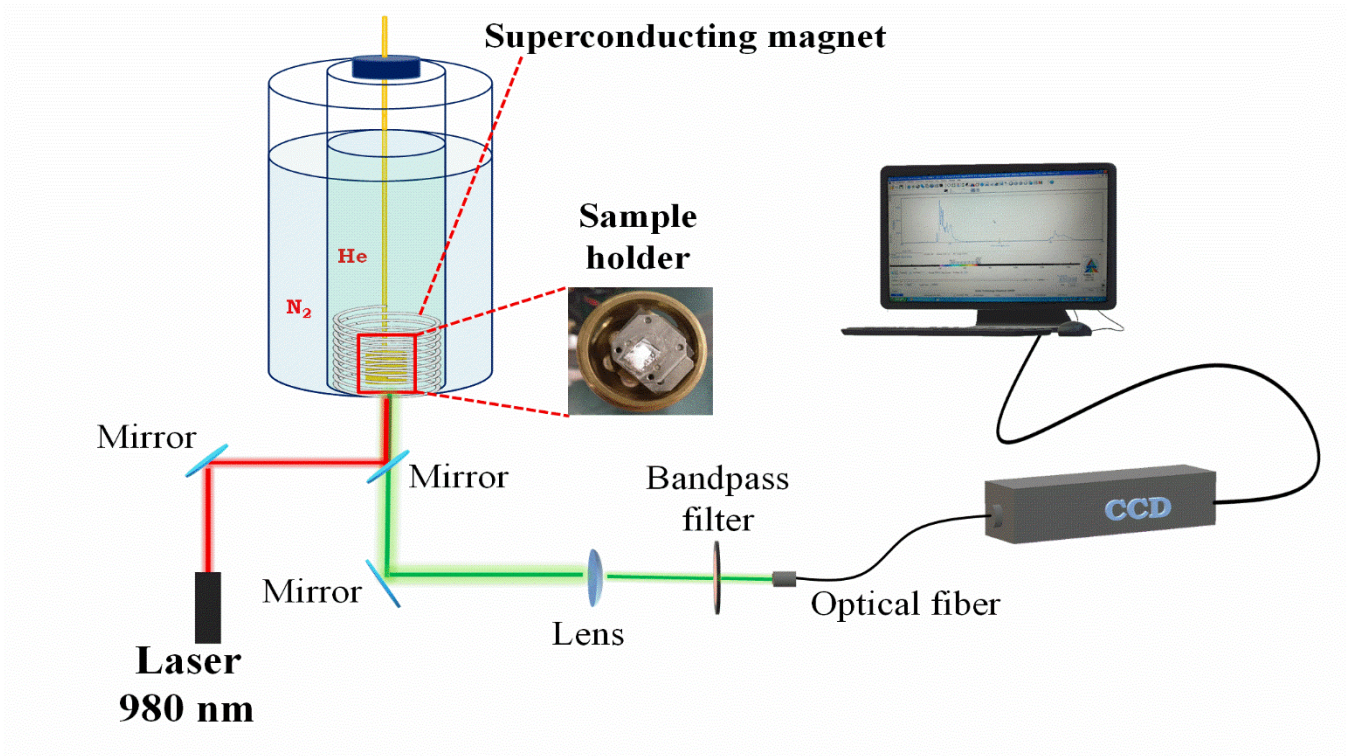 Superconducting magnet
Sample
holder
He
N₂
Mirror
Mirror
Bandpass
filter
CCD
Mirror
Lens
Optical fiber
Laser
980 nm